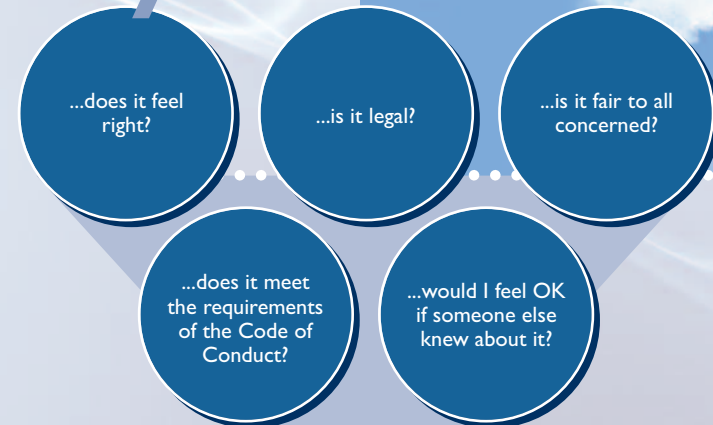 ...does it feel
right?
...is it legal?
...is it fair to all
concerned?
...does it meet
the requirements
of the Code of
Conduct?
...would I feel OK
if someone else
knew about it?